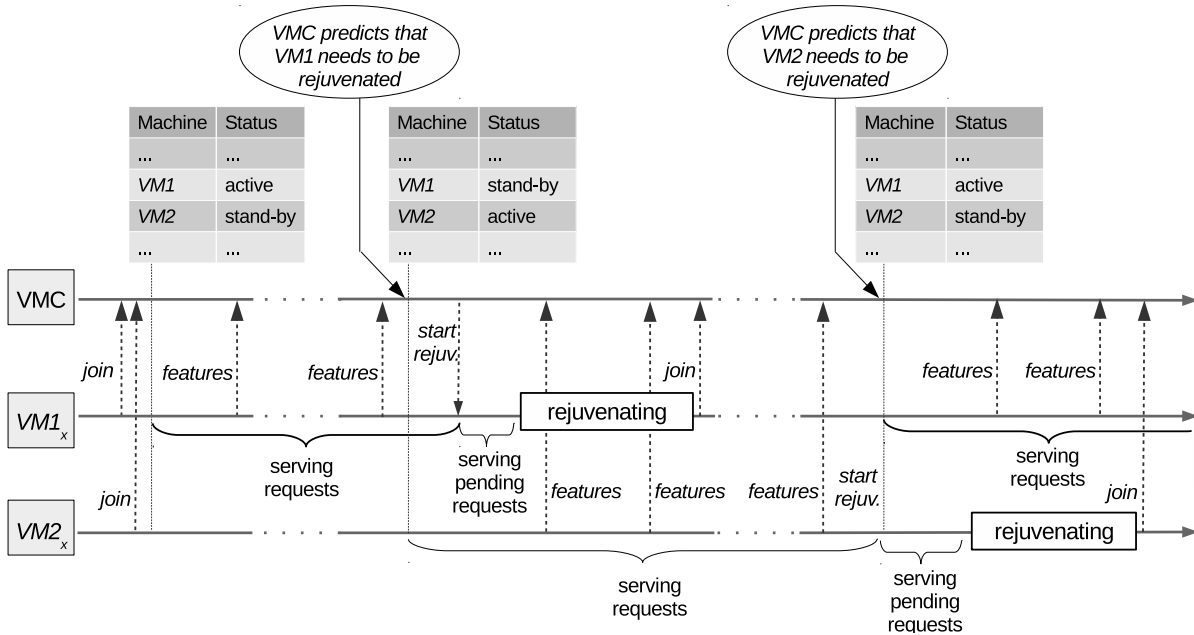 VMC predicts that
VM1 needs to be
rejuvenated
VMC predicts that
VM2 needs to be
rejuvenated
Machine Status
... ...
VM1 active
VM2 stand-by
... ...
Machine Status
... ...
VM1 stand-by
VM2 active
... ...
Machine Status
... ...
VM1 active
VM2 stand-by
... ...
VMC
join
features
features
start
rejuv.
join
features
features
VM1x
rejuvenating
serving
requests
serving
pending
requests
serving
requests
join
features
features
features
start
rejuv.
join
VM2x
rejuvenating
serving
requests
serving
pending
requests